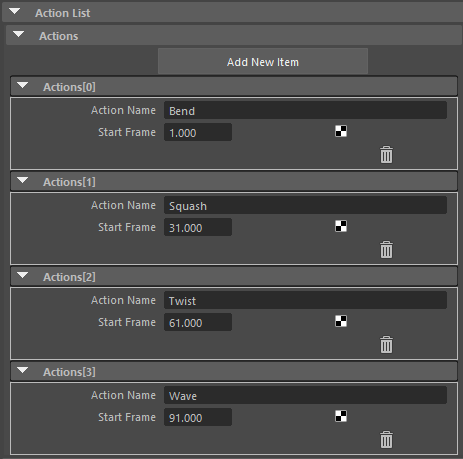 Action List
Actions
Add New Item
Actions[0]
Action Name Bend
Start Frame 1.000
Actions[1]
Action Name Squash
Start Frame 31.000
Actions[2]
Action Name Twist
Start Frame 61.000
Actions[3]
Action Name Wave
Start Frame 91.000